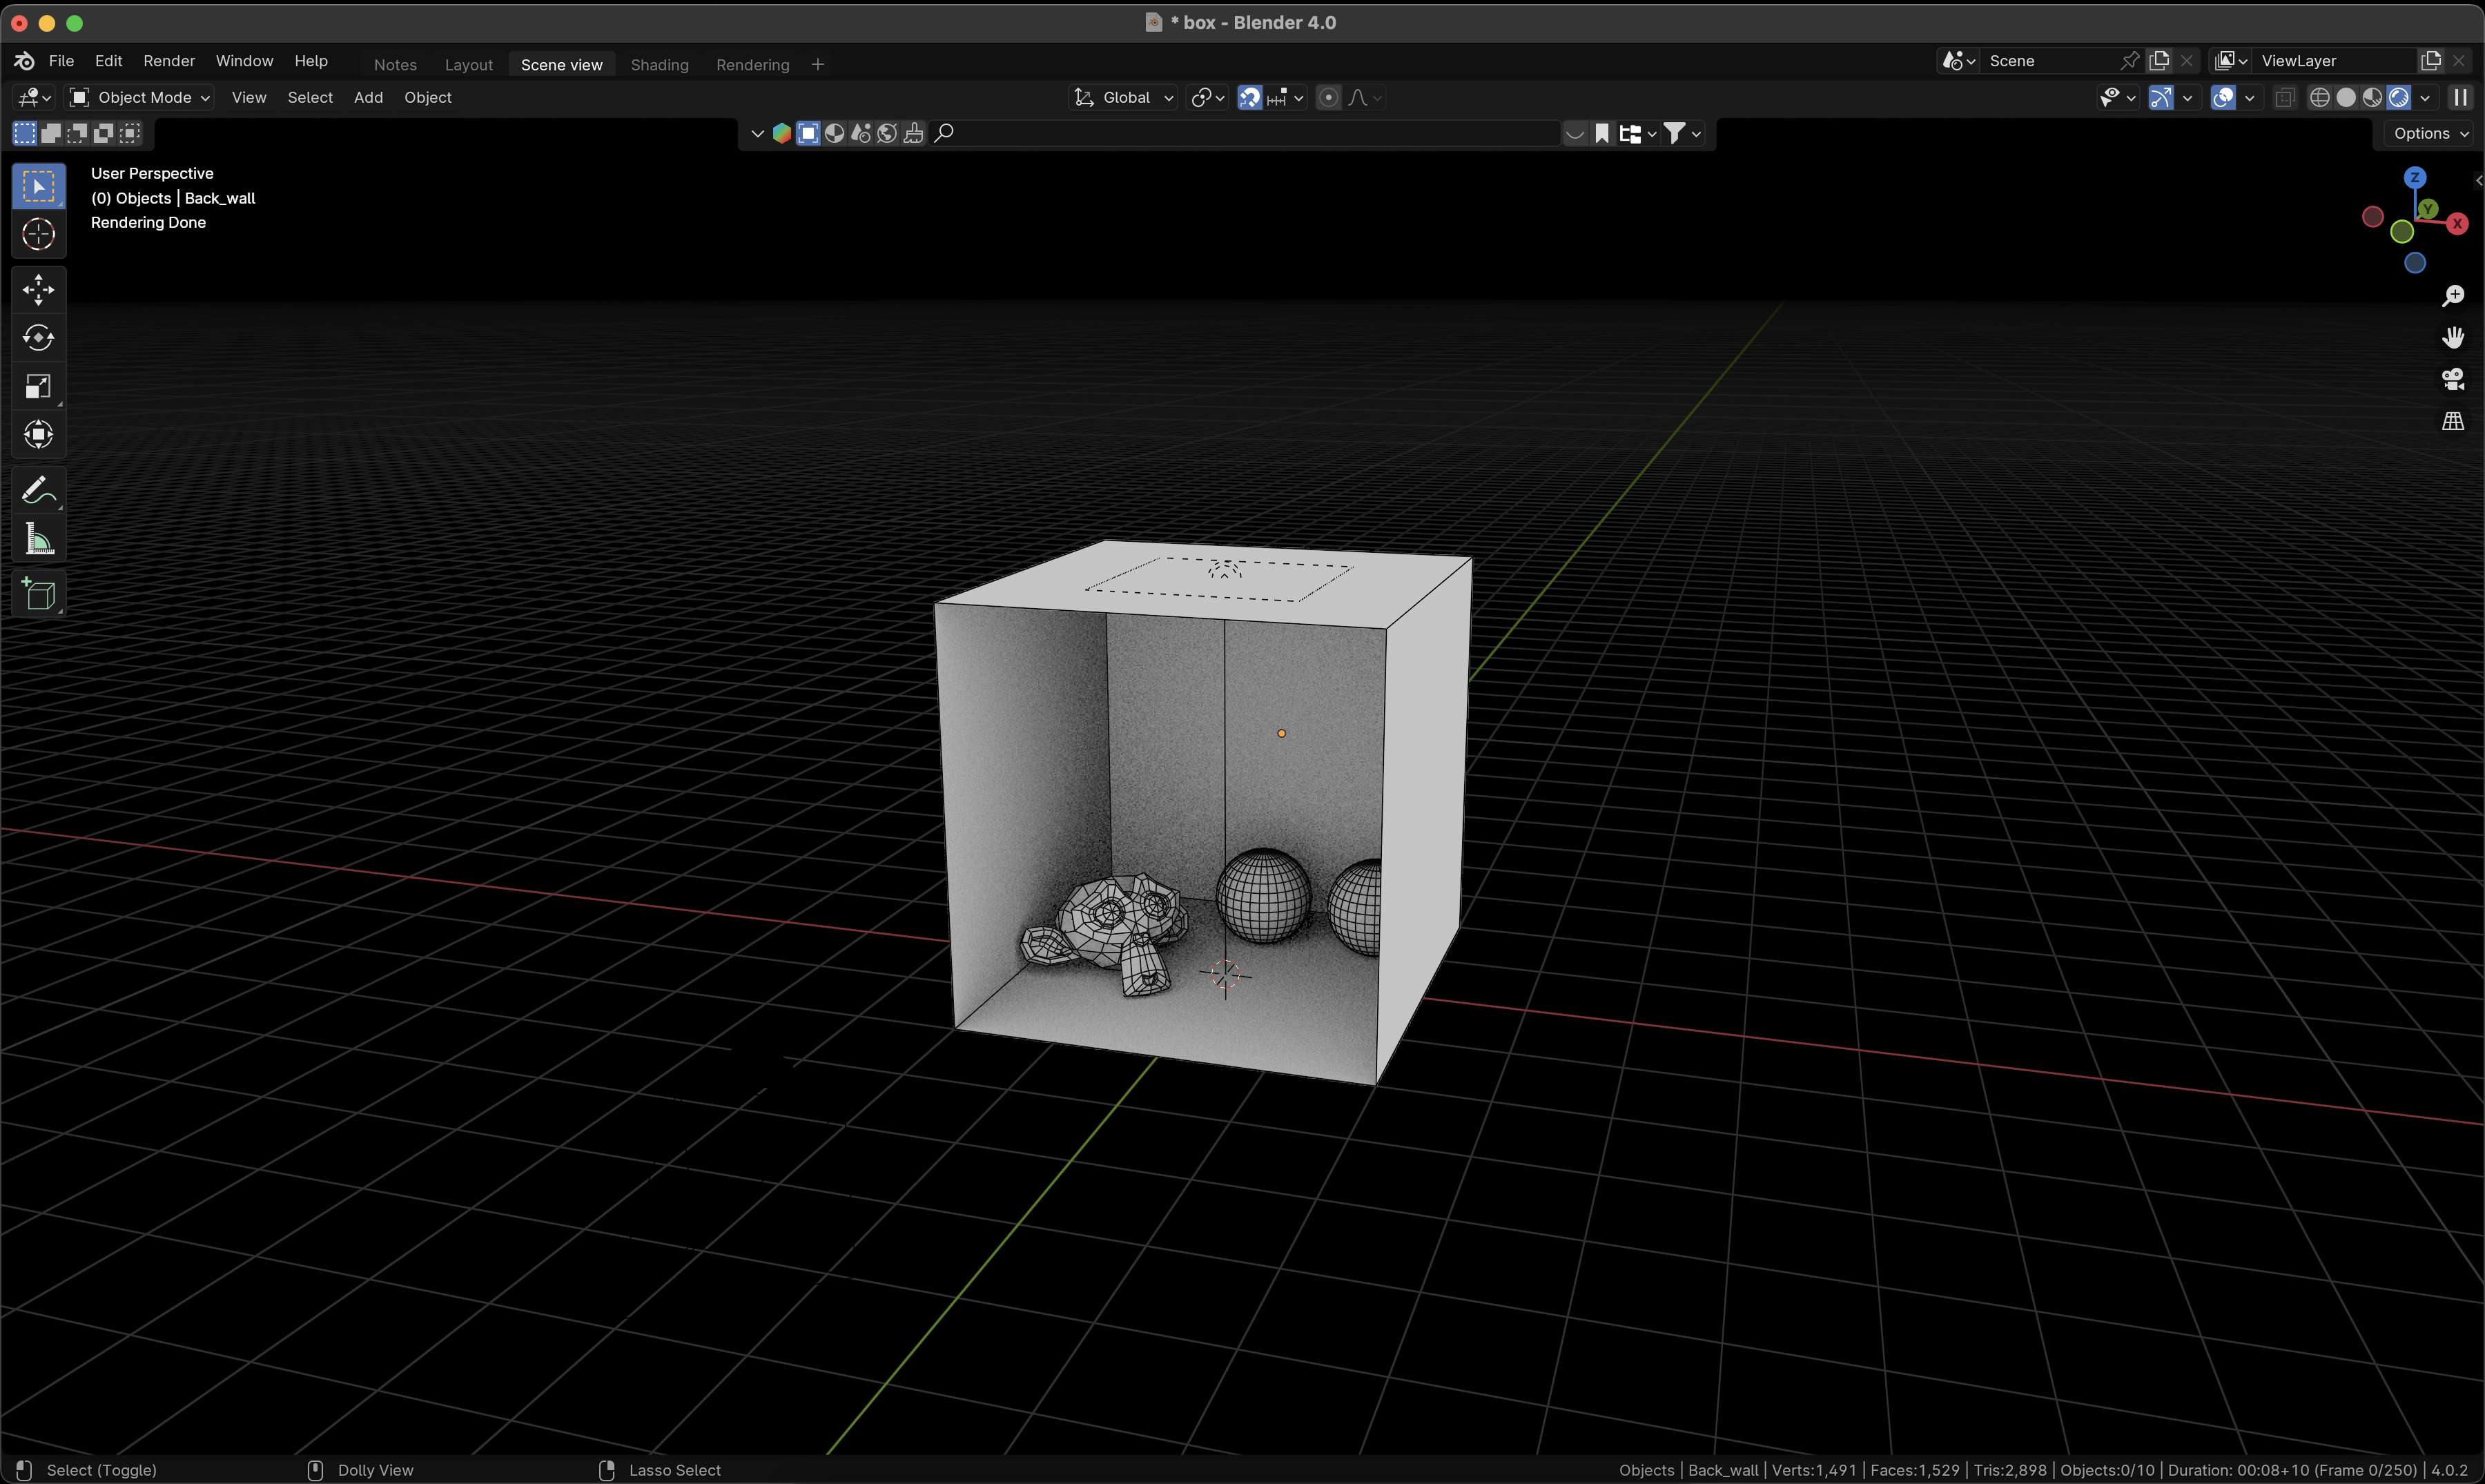 * box - Blender 4.0
File Edit Render Window Help Notes Layout Scene view Shading Rendering + Scene ViewLayer
Object Mode View Select Add Object Global
Options
User Perspective
(0) Objects | Back_wall
Rendering Done
Z
Y
X
Select (Toggle) Dolly View Lasso Select Objects | Back_wall | Verts:1,491 | Faces:1,529 | Tris:2,898 | Objects:0/10 | Duration: 00:08+10 (Frame 0/250) | 4.0.2